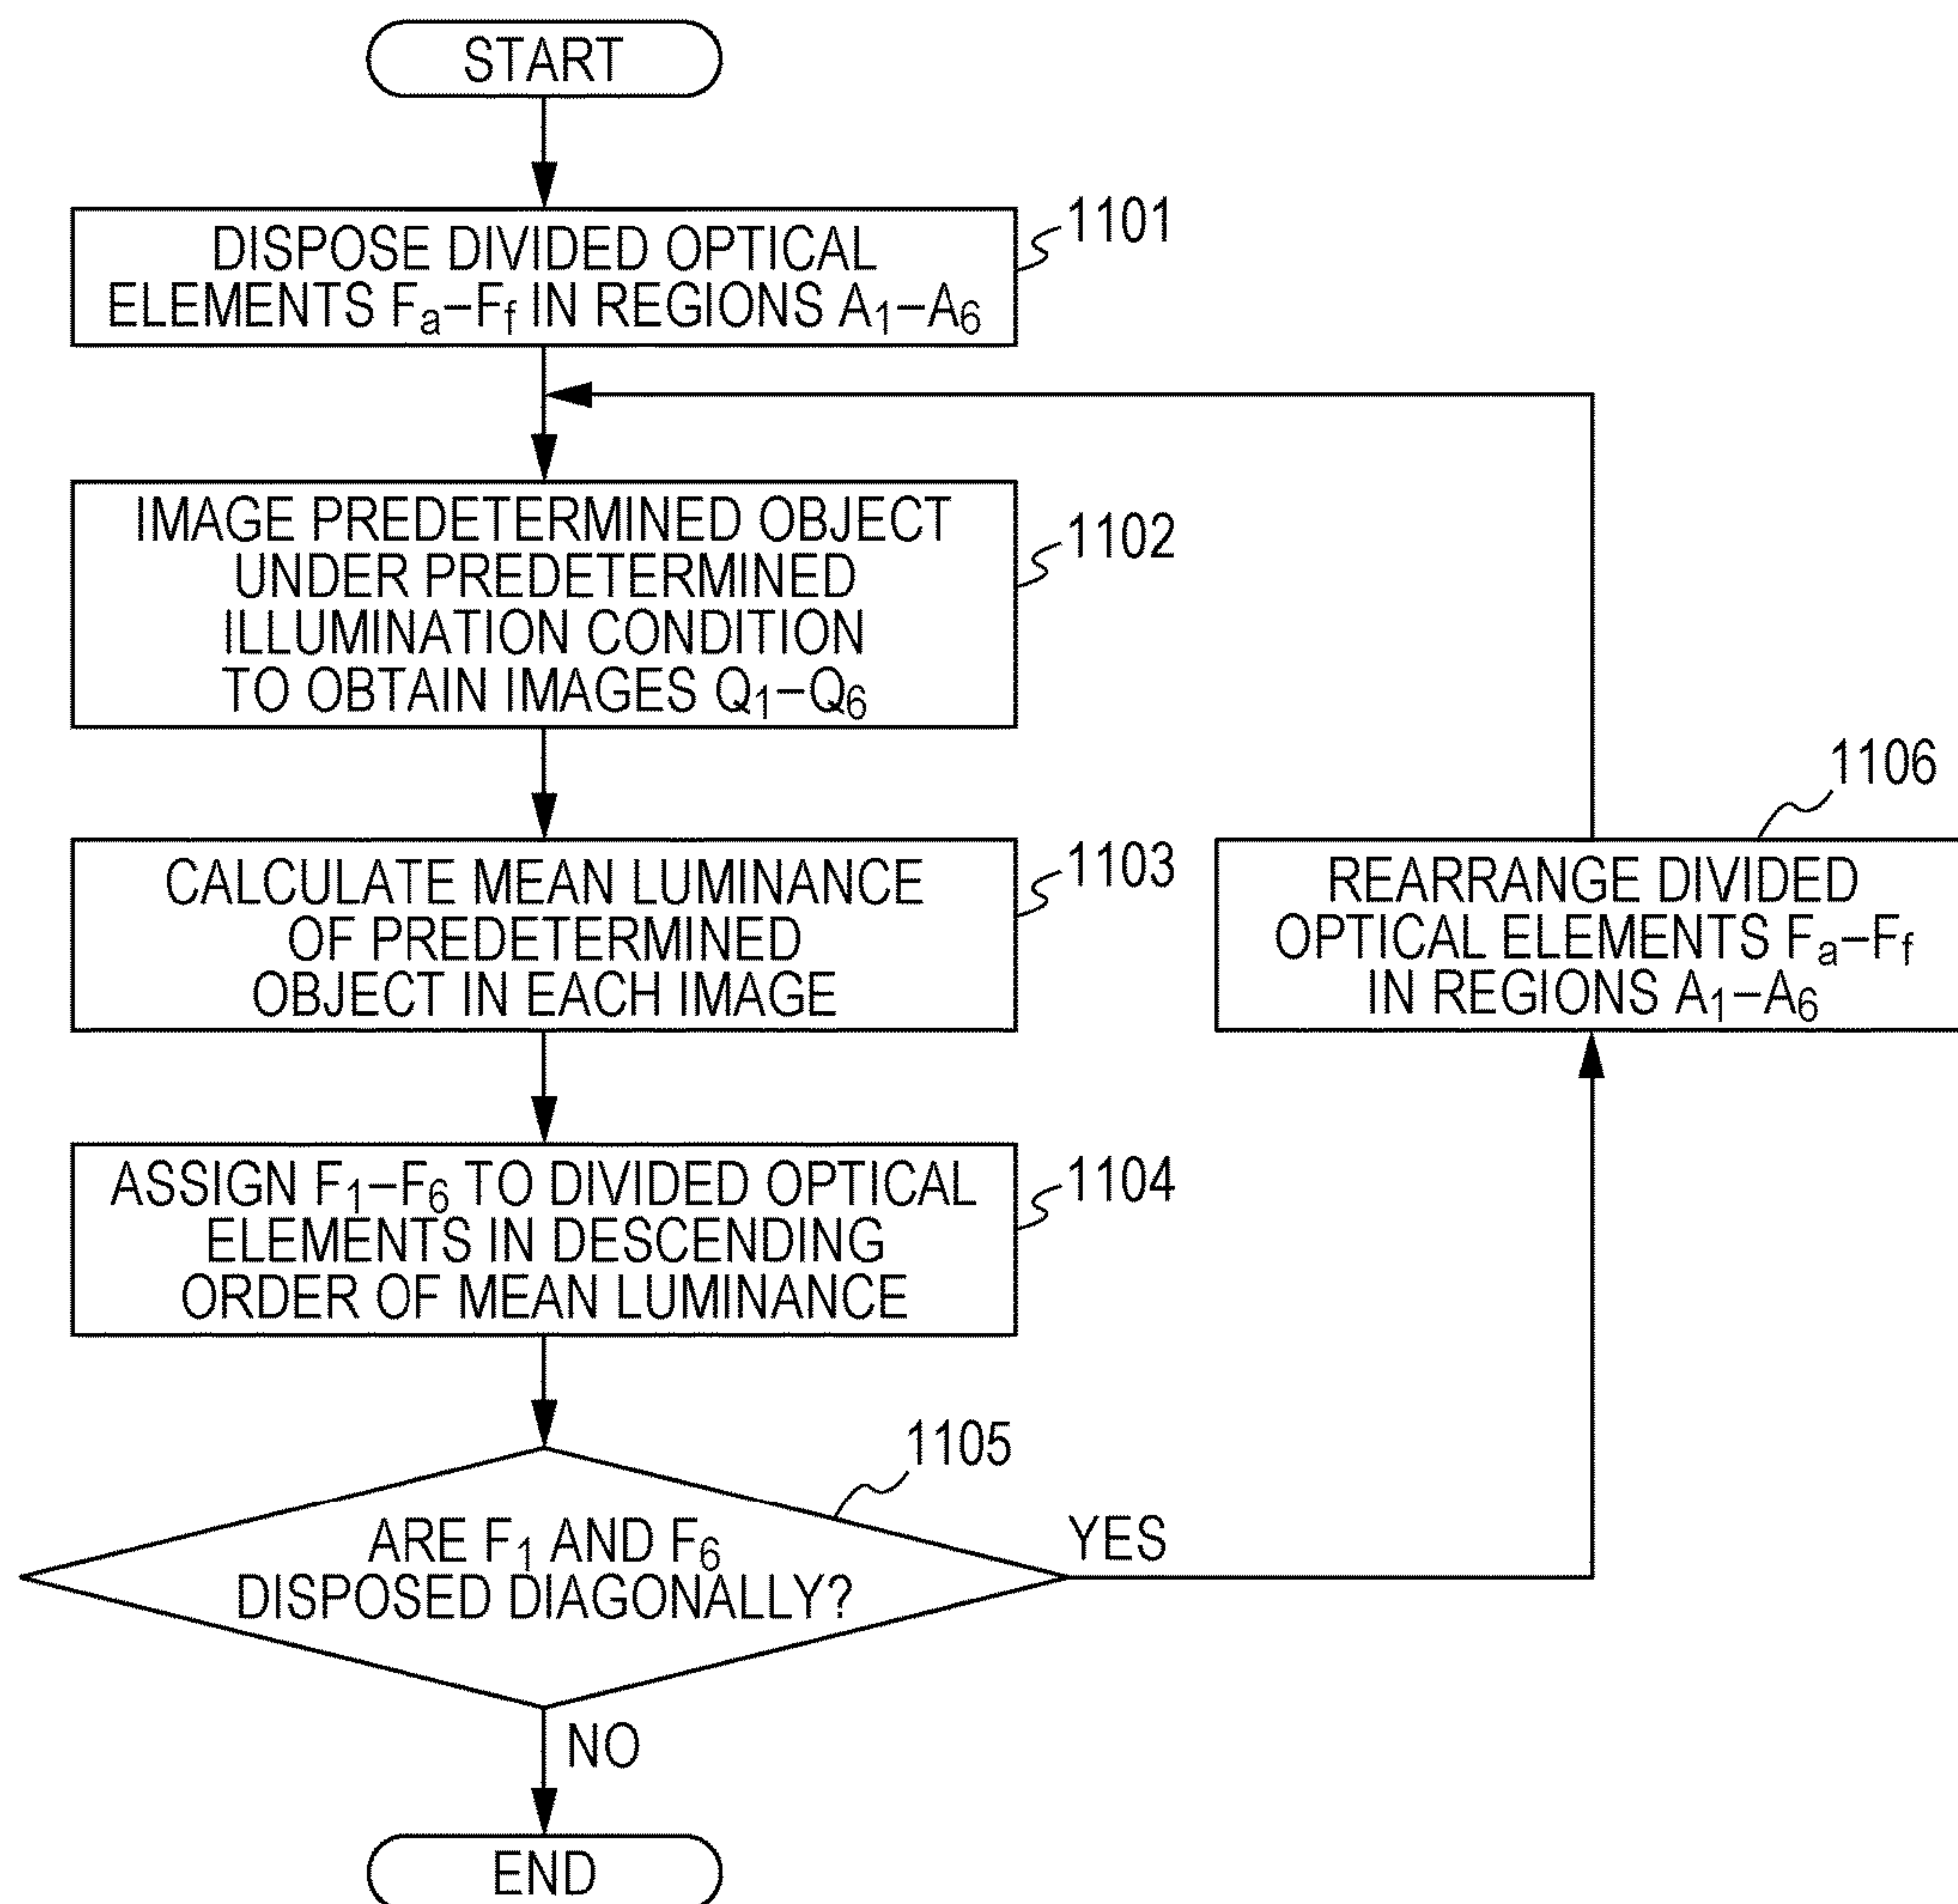 START
1101
DISPOSE DIVIDED OPTICAL
ELEMENTS Fa–Ff IN REGIONS A1–A6
1102
IMAGE PREDETERMINED OBJECT
UNDER PREDETERMINED
ILLUMINATION CONDITION
TO OBTAIN IMAGES Q1–Q6
1103
CALCULATE MEAN LUMINANCE
OF PREDETERMINED
OBJECT IN EACH IMAGE
1106
REARRANGE DIVIDED
OPTICAL ELEMENTS Fa–Ff
IN REGIONS A1–A6
1104
ASSIGN F1–F6 TO DIVIDED OPTICAL
ELEMENTS IN DESCENDING
ORDER OF MEAN LUMINANCE
1105
ARE F1 AND F6
DISPOSED DIAGONALLY?
YES
NO
END